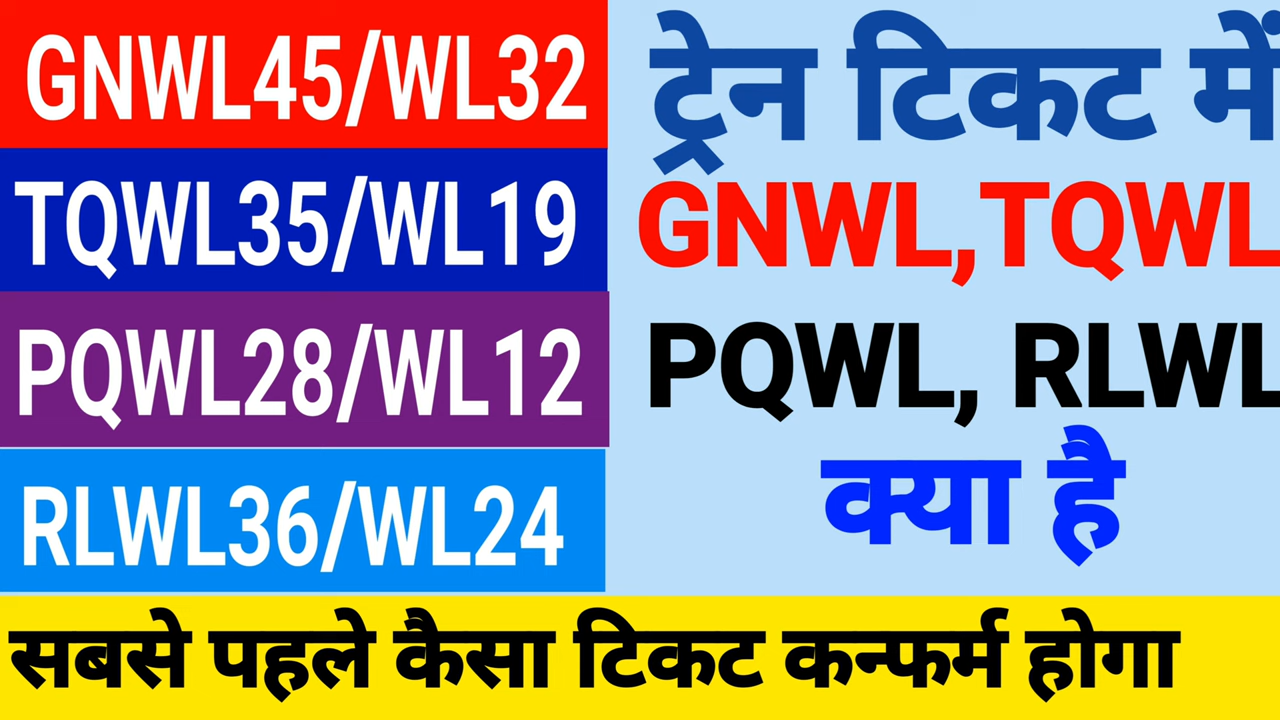 GNWL45/WL32
TQWL35/WL19
PQWL28/WL12
RLWL36/WL24
ट्रेन टिकट में
GNWL,TQWL
PQWL, RLWL
क्या है
सबसे पहले कैसा टिकट कन्फर्म होगा